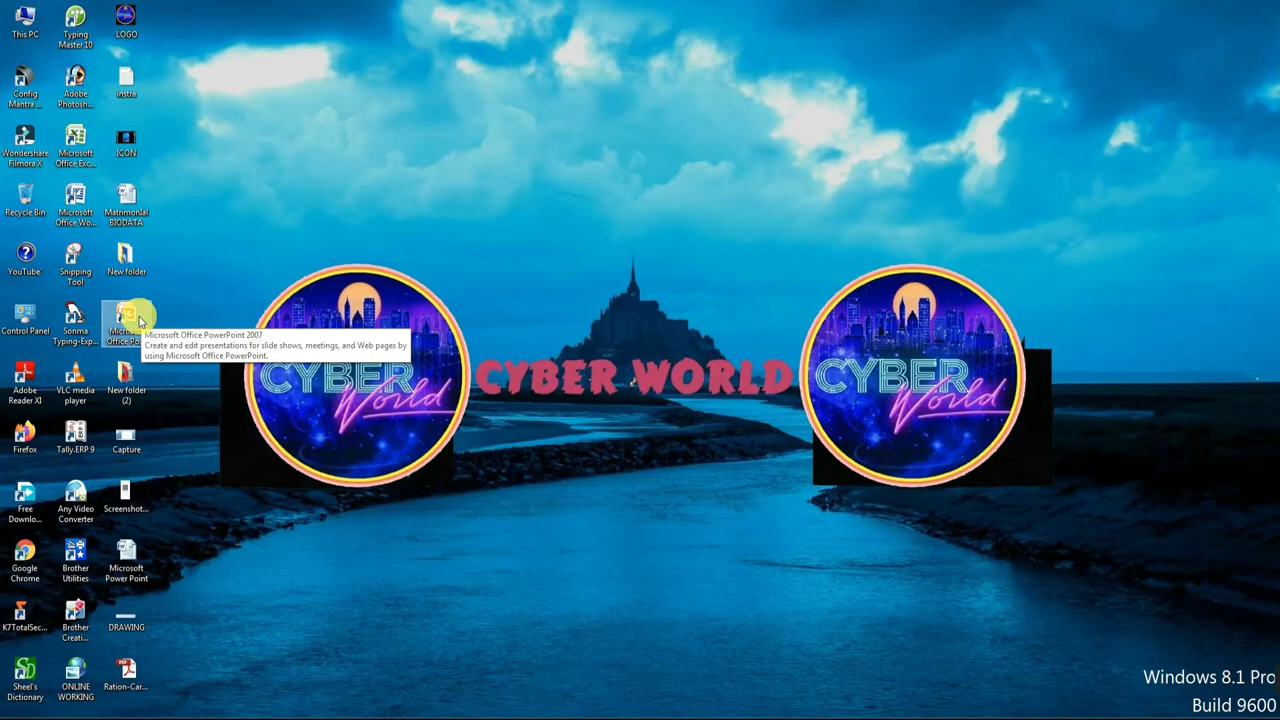 This PC
Typing
Master 10
LOGO
Config
Mantra ...
Adobe
Photosh...
instra
Wondershare
Filmora X
Microsoft
Office Exc...
ICON
Recycle Bin
Microsoft
Office Wo...
Matrimonial
BIODATA
YouTube
Snipping
Tool
New folder
Control Panel
Sonma
Typing-Exp...
Micros
Office Po...
Microsoft Office PowerPoint 2007
Create and edit presentations for slide shows, meetings, and Web pages by
using Microsoft Office PowerPoint.
Adobe
Reader XI
VLC media
player
New folder
(2)
CYBER
World
CYBER WORLD
CYBER
World
Firefox
Tally.ERP 9
Capture
Free
Downlo...
Any Video
Converter
Screenshot...
Google
Chrome
Brother
Utilities
Microsoft
Power Point
K7TotalSec...
Brother
Creati...
DRAWING
Sheel's
Dictionary
ONLINE
WORKING
Ration-Car...
Windows 8.1 Pro
Build 9600